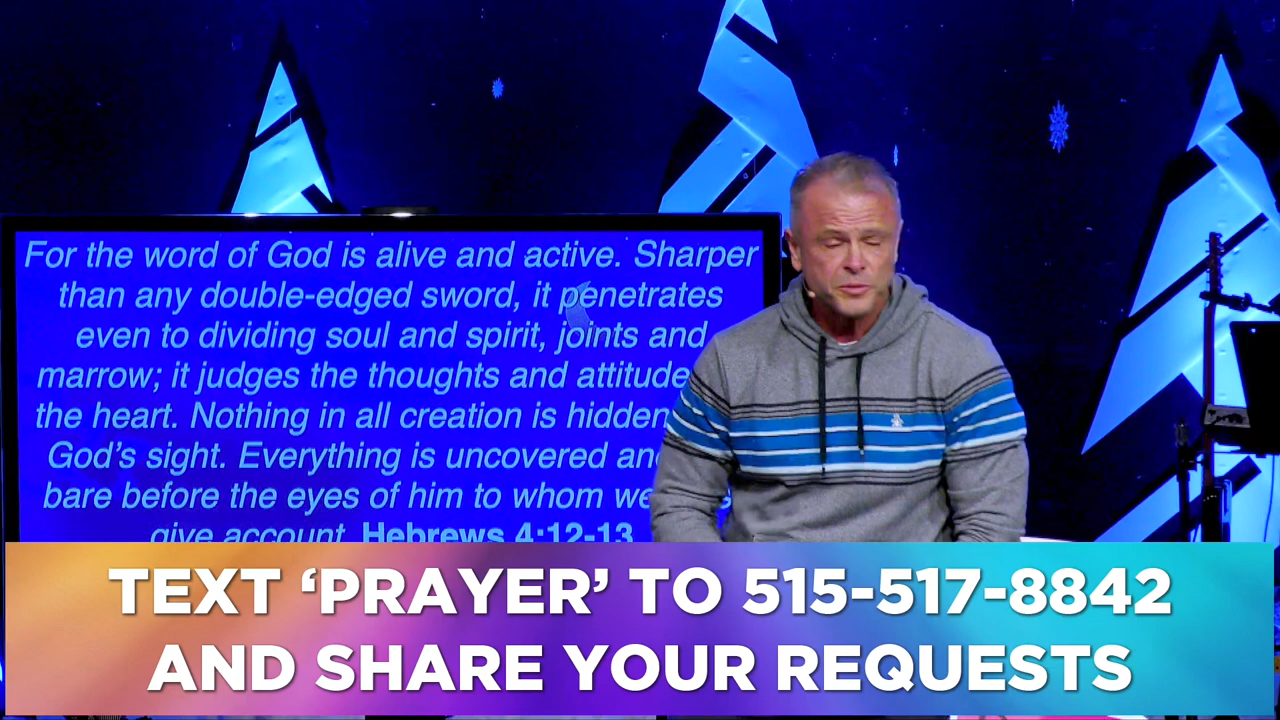 For the word of God is alive and active. Sharper
than any double-edged sword, it penetrates
even to dividing soul and spirit, joints and
marrow; it judges the thoughts and
the heart. Nothing in all creation is hidden
God's sight. Everything is uncovered
bare before the eyes of him to whom we
give account. Hebrews 4:12-13
TEXT ‘PRAYER’ TO 515-517-8842
AND SHARE YOUR REQUESTS